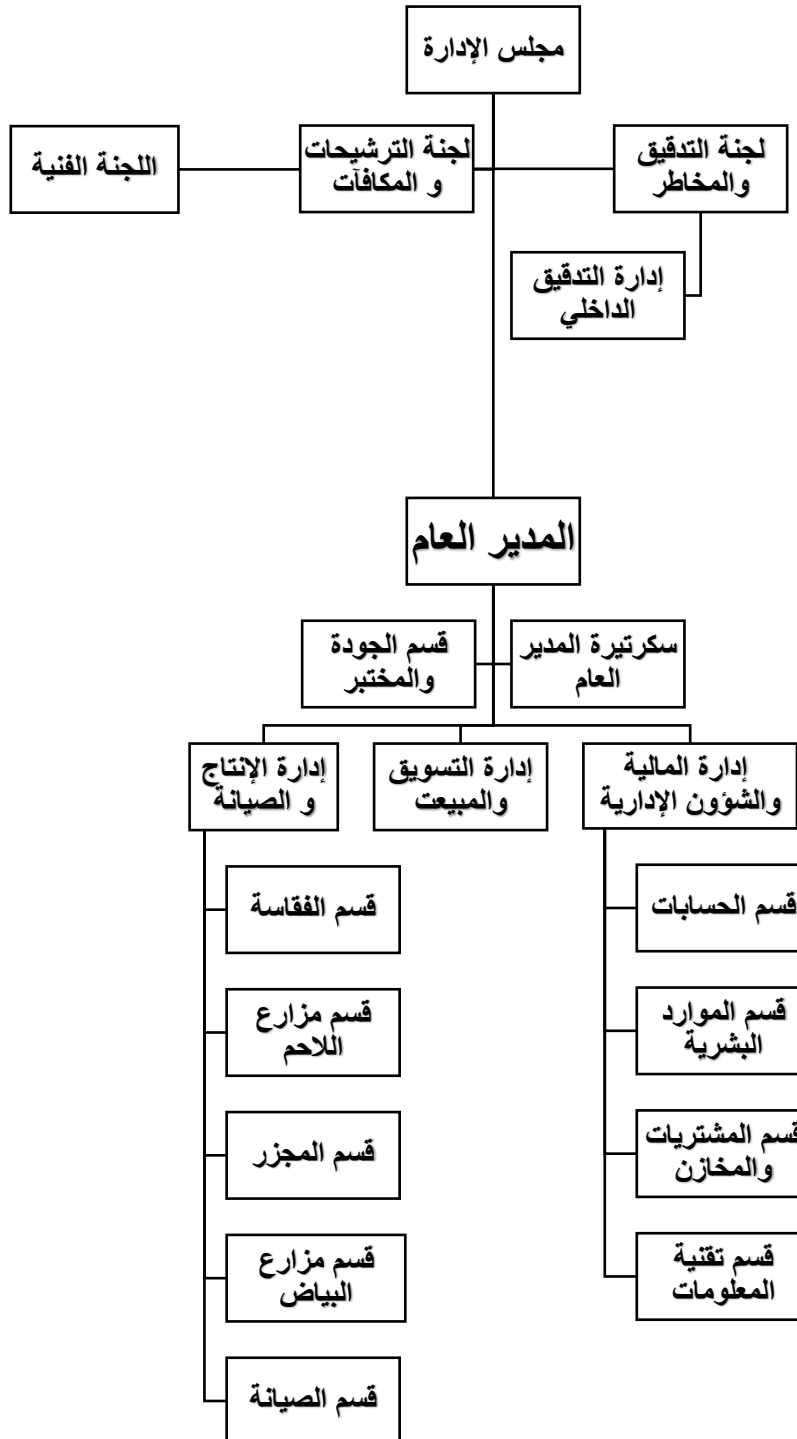 مجلس الإدارة
لجنة التدقيق
والمخاطر
لجنة الترشيحات
و المكافآت
اللجنة الفنية
إدارة التدقيق
الداخلي
المدير العام
سكرتيرة المدير
العام
قسم الجودة
والمختبر
إدارة المالية
والشؤون الإدارية
إدارة التسويق
والمبيعت
إدارة الإنتاج
و الصيانة
قسم الحسابات
قسم الموارد
البشرية
قسم المشتريات
والمخازن
قسم تقنية
المعلومات
قسم الفقاسة
قسم مزارع
اللاحم
قسم المجزر
قسم مزارع
البياض
قسم الصيانة